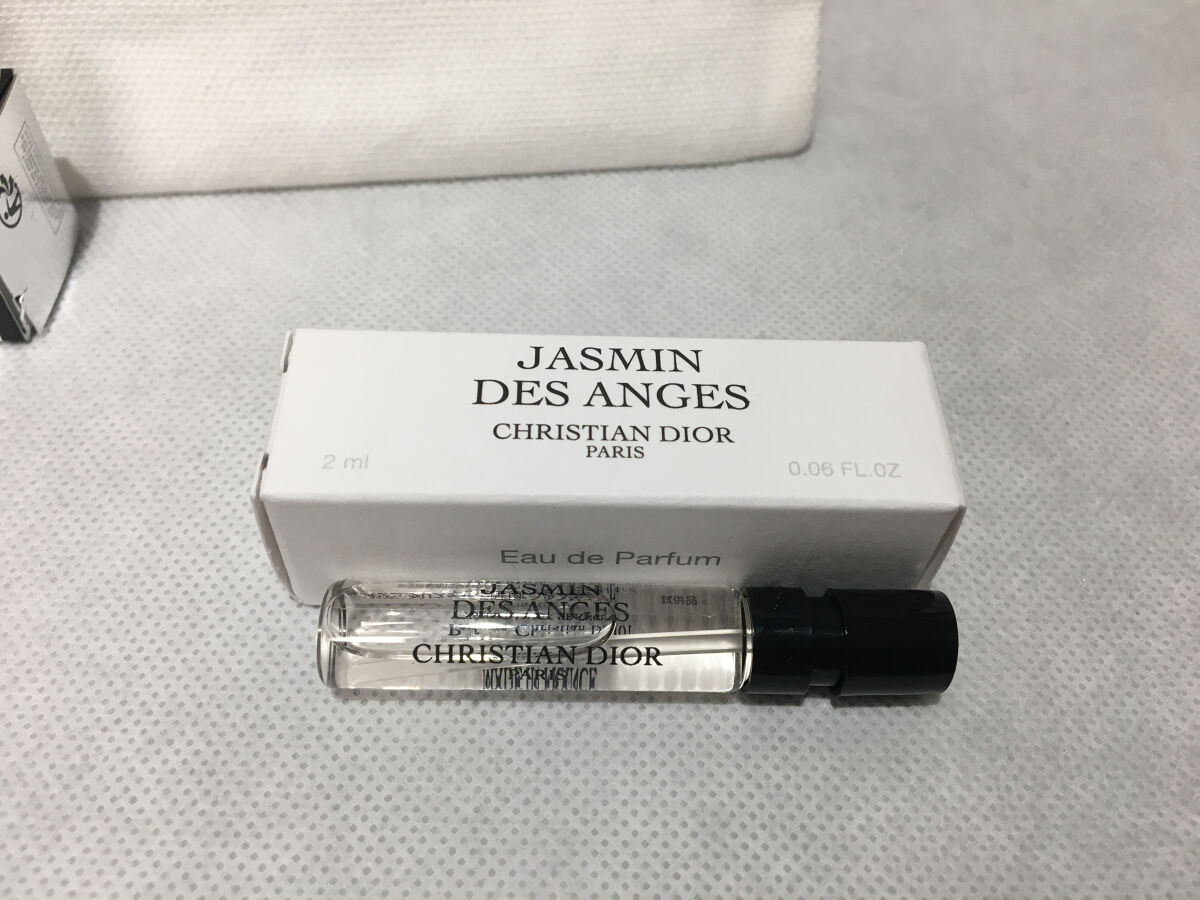 JASMIN
DES ANGES
CHRISTIAN DIOR
PARIS
2 ml
0.06 FL.OZ
Eau de Parfum
JASMIN
DES ANGES
試供品
CHRISTIAN DIOR
PARIS